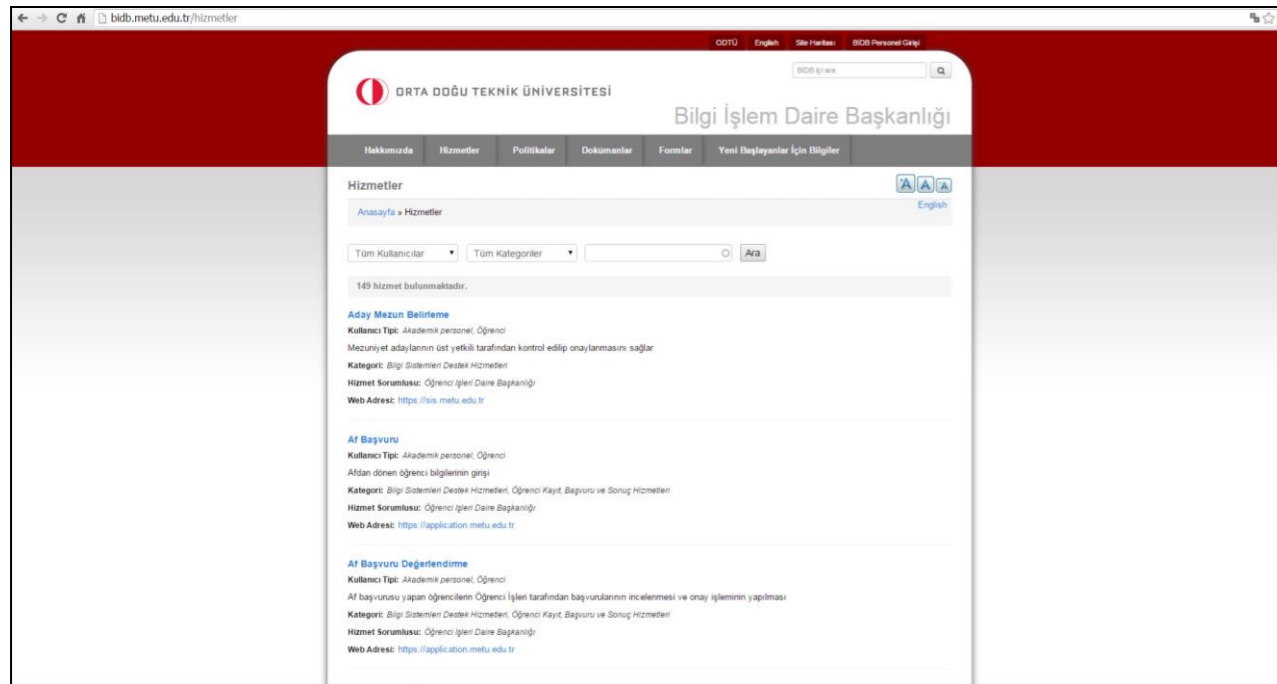 bidb.metu.edu.tr/hizmetler
ODTÜ English Site Haritası BİDB Personel Girişi
BİDB içi ara
ORTA DOĞU TEKNİK ÜNİVERSİTESİ
Bilgi İşlem Daire Başkanlığı
Hakkımızda Hizmetler Politikalar Dokümanlar Formlar Yeni Başlayanlar İçin Bilgiler
Hizmetler
A A A
Anasayfa » Hizmetler
English
Tüm Kullanıcılar Tüm Kategoriler Ara
149 hizmet bulunmaktadır.
Aday Mezun Belirleme
Kullanıcı Tipi: Akademik personel, Öğrenci
Mezuniyet adaylarının üst yetkili tarafından kontrol edilip onaylanmasını sağlar
Kategori: Bilgi Sistemleri Destek Hizmetleri
Hizmet Sorumlusu: Öğrenci İşleri Daire Başkanlığı
Web Adresi: https://sis.metu.edu.tr
Af Başvuru
Kullanıcı Tipi: Akademik personel, Öğrenci
Afdan dönen öğrenci bilgilerinin girişi
Kategori: Bilgi Sistemleri Destek Hizmetleri, Öğrenci Kayıt, Başvuru ve Sonuç Hizmetleri
Hizmet Sorumlusu: Öğrenci İşleri Daire Başkanlığı
Web Adresi: https://application.metu.edu.tr
Af Başvuru Değerlendirme
Kullanıcı Tipi: Akademik personel, Öğrenci
Af başvurusu yapan öğrencilerin Öğrenci İşleri tarafından başvurularının incelenmesi ve onay işleminin yapılması
Kategori: Bilgi Sistemleri Destek Hizmetleri, Öğrenci Kayıt, Başvuru ve Sonuç Hizmetleri
Hizmet Sorumlusu: Öğrenci İşleri Daire Başkanlığı
Web Adresi: https://application.metu.edu.tr